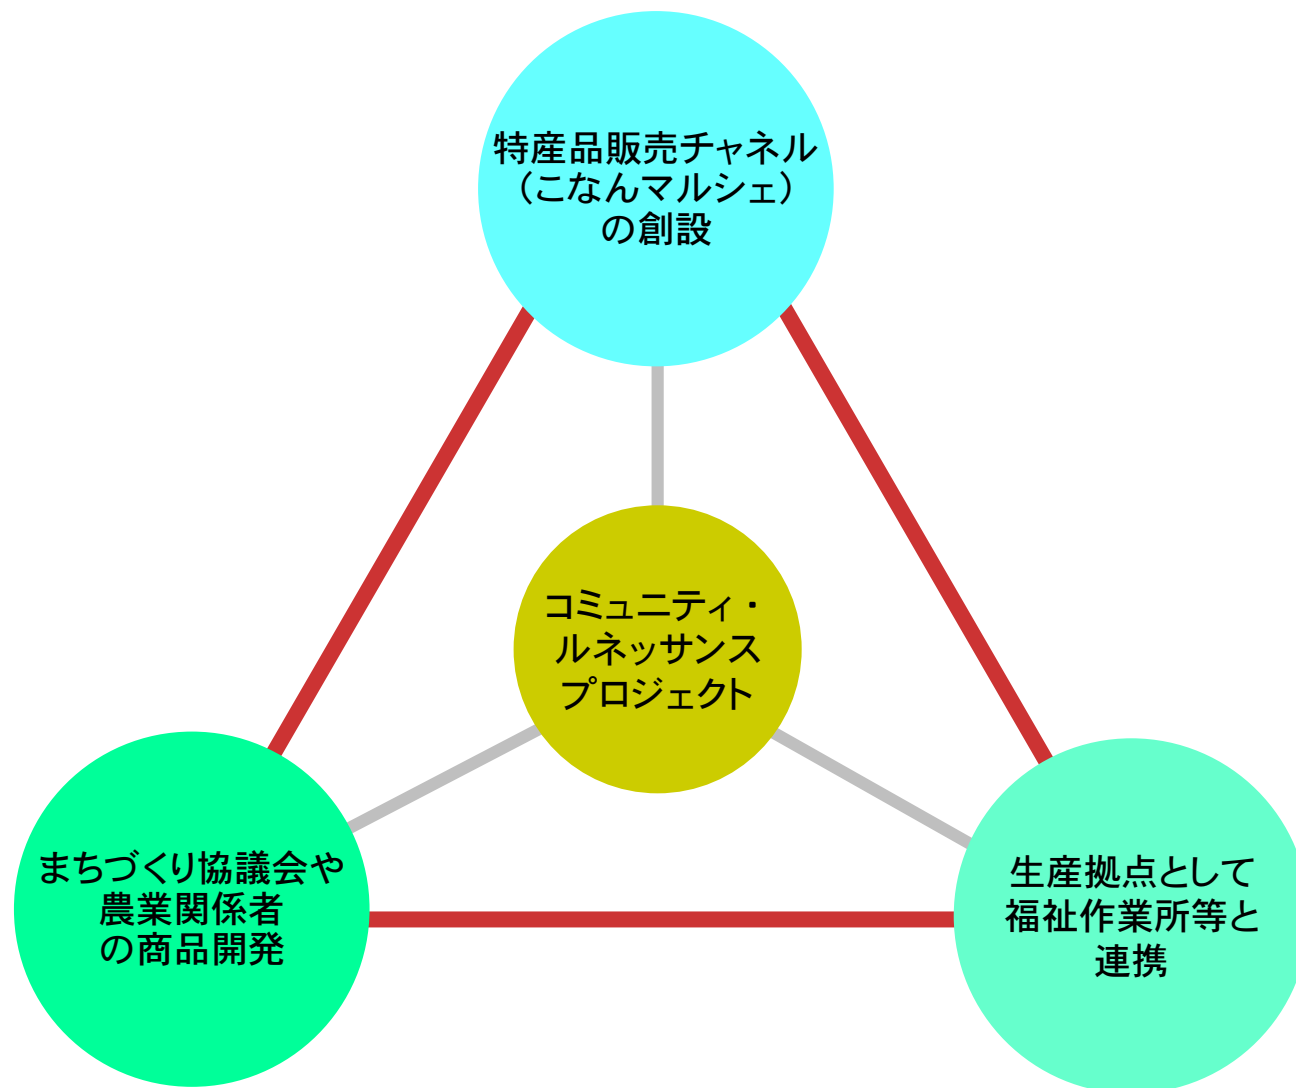 特産品販売チャネル
（こなんマルシェ）
の創設
コミュニティ・
ルネッサンス
プロジェクト
まちづくり協議会や
農業関係者
の商品開発
生産拠点として
福祉作業所等と
連携